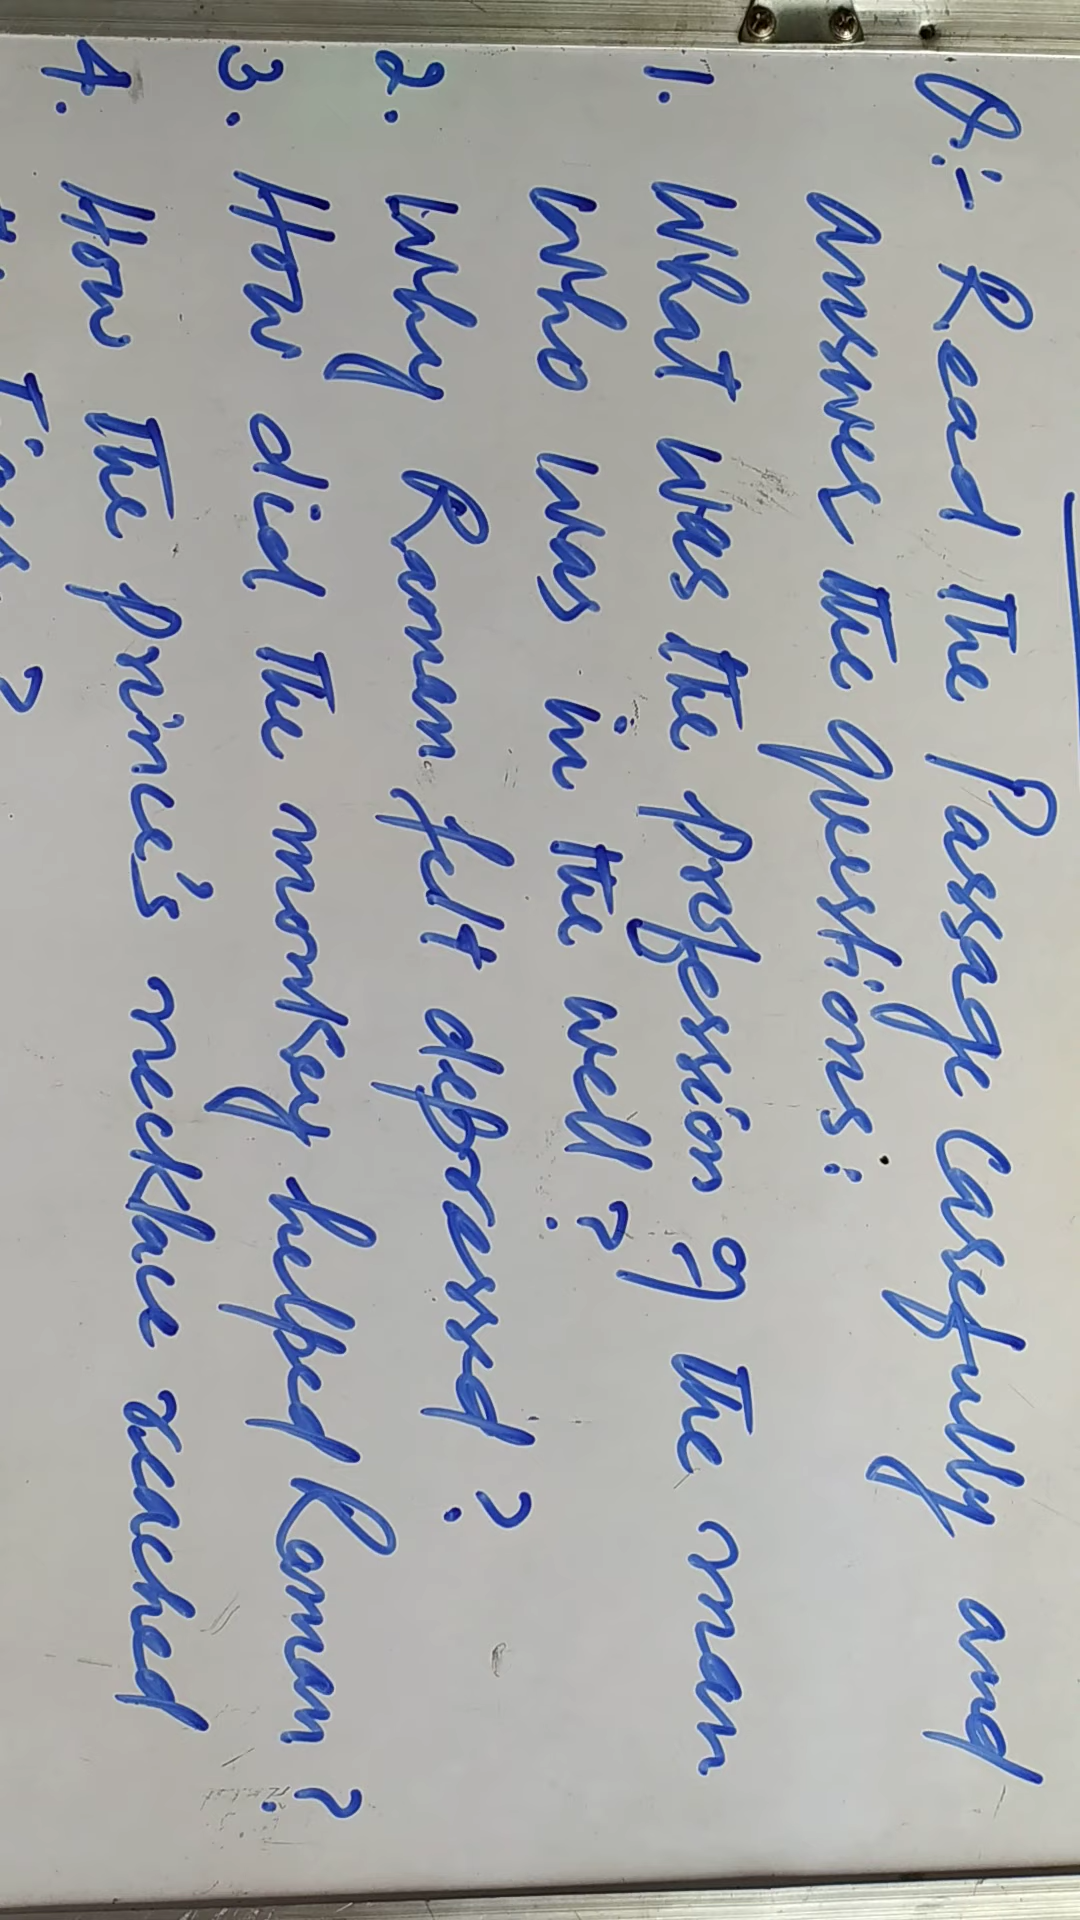 Q:- Read the Passage Carefully and
answer the questions:
1. What was the profession of the man
who was in the well?
2. Why Raman felt depressed?
3. How did the monkey helped Raman?
4. How the prince's necklace reached
Tiger?